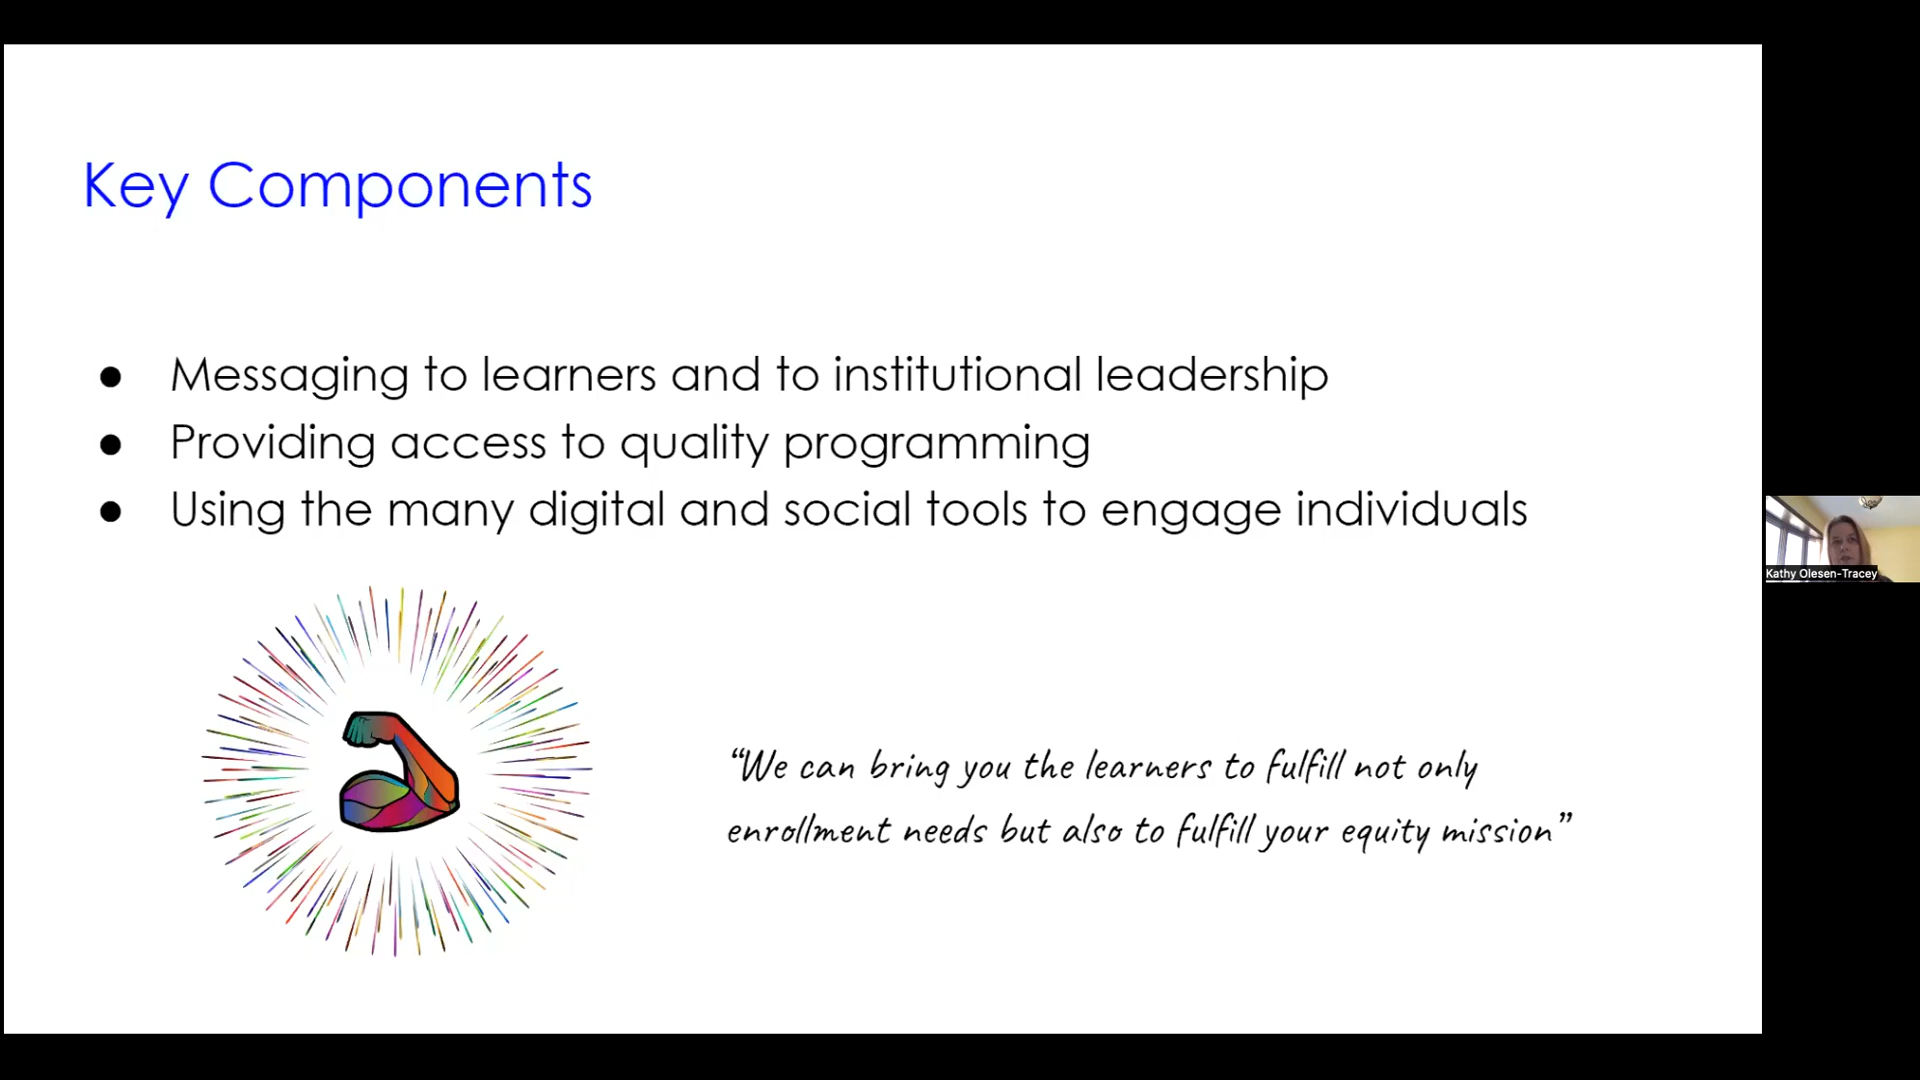 Key Components
● Messaging to learners and to institutional leadership
● Providing access to quality programming
● Using the many digital and social tools to engage individuals
“We can bring you the learners to fulfill not only
enrollment needs but also to fulfill your equity mission”
Kathy Olesen-Tracey